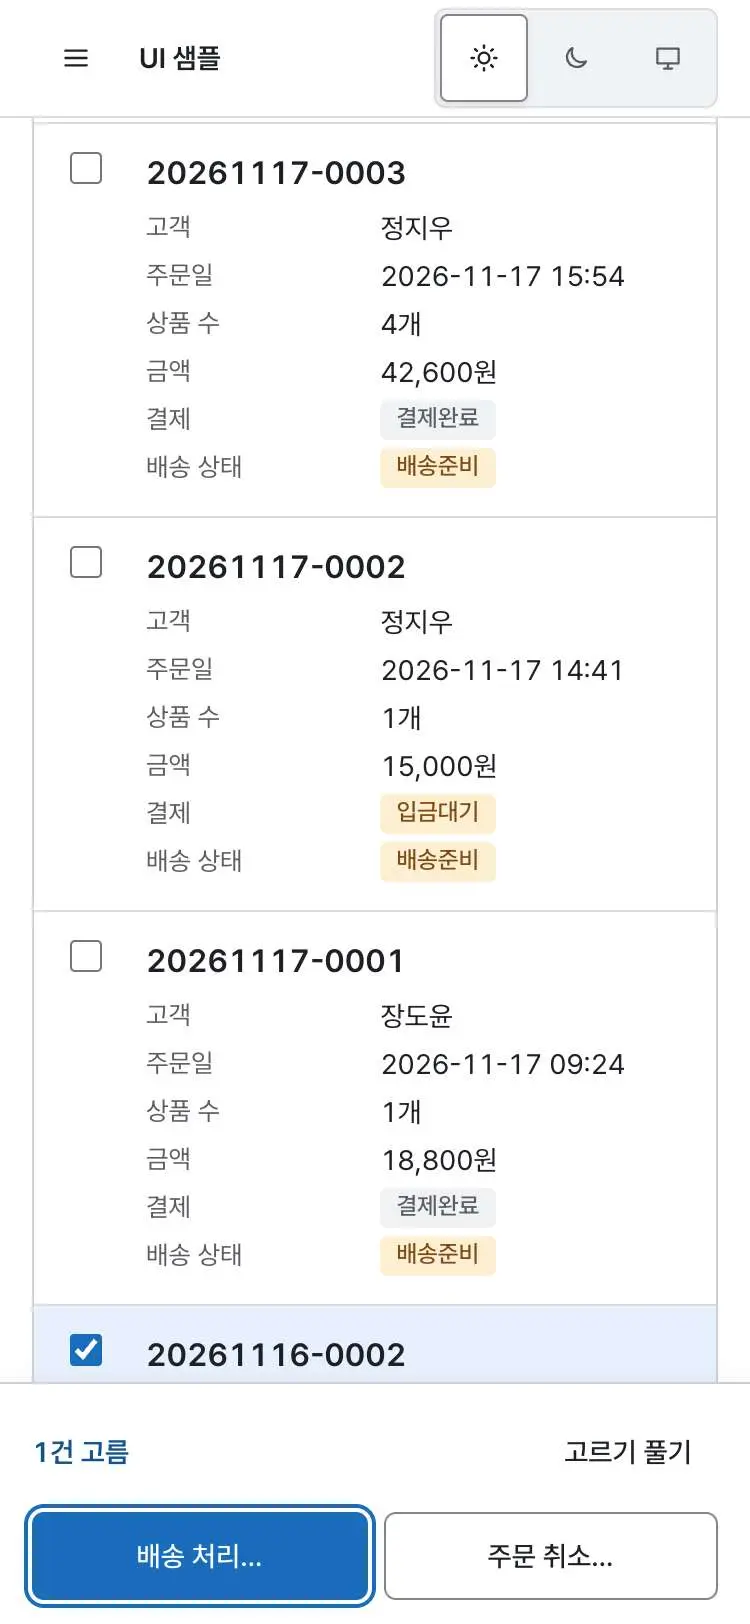 UI 샘플
20261117-0003
고객 정지우
주문일 2026-11-17 15:54
상품 수 4개
금액 42,600원
결제 결제완료
배송 상태 배송준비
20261117-0002
고객 정지우
주문일 2026-11-17 14:41
상품 수 1개
금액 15,000원
결제 입금대기
배송 상태 배송준비
20261117-0001
고객 장도윤
주문일 2026-11-17 09:24
상품 수 1개
금액 18,800원
결제 결제완료
배송 상태 배송준비
20261116-0002
1건 고름 고르기 풀기
배송 처리... 주문 취소...